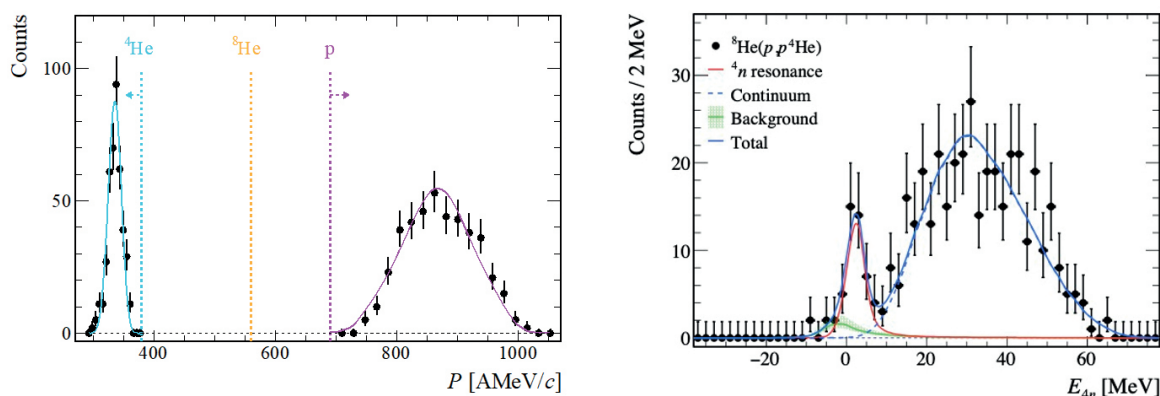 Counts
⁴He
⁸He
p
100
50
0
400
600
800
1000
P [AMeV/c]
Counts / 2 MeV
⁸He(p,p⁴He)
⁴n resonance
Continuum
Background
Total
30
20
10
0
−20
0
20
40
60
E₄ₙ [MeV]